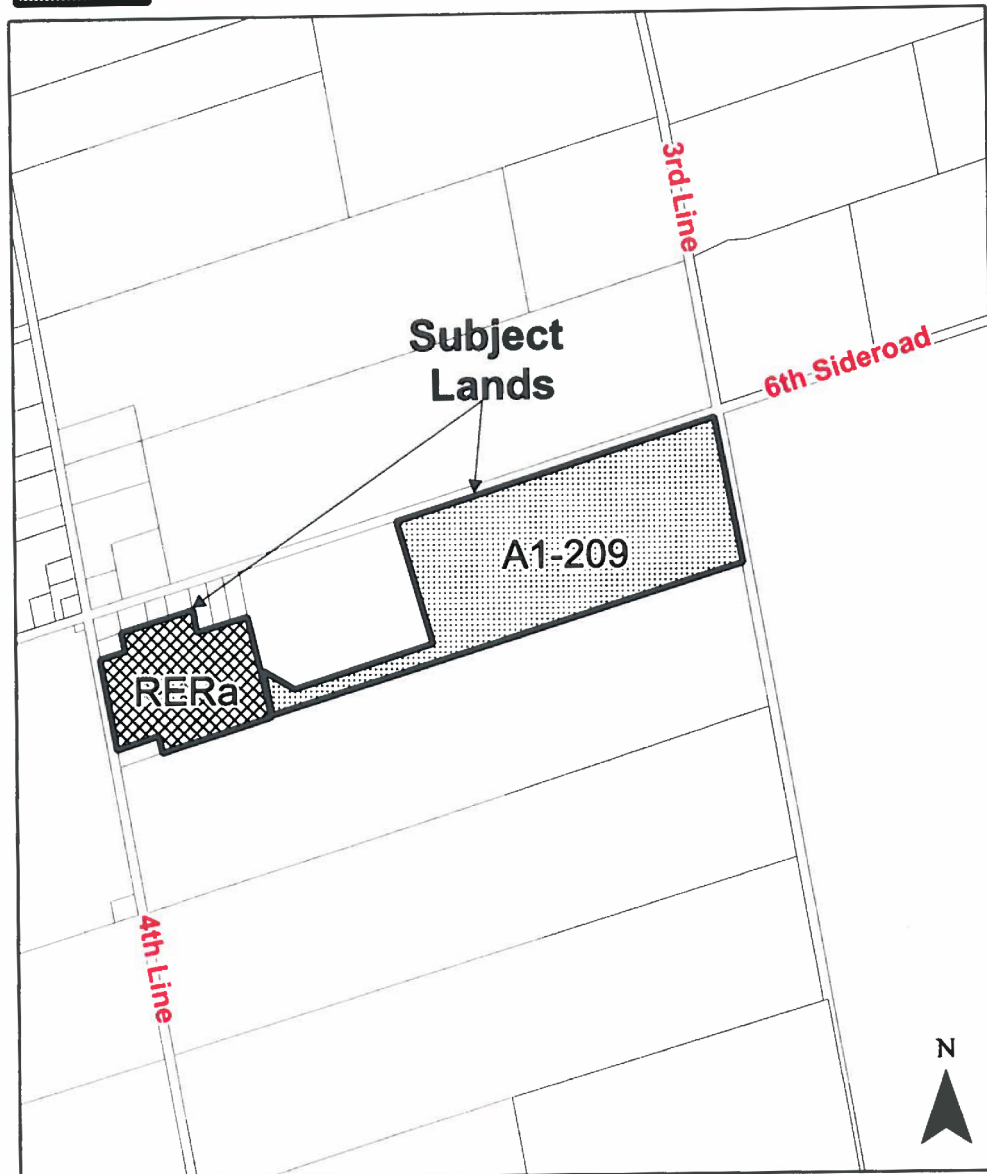 3rd Line
Subject
Lands
6th Sideroad
A1-209
RERa
4th Line
N